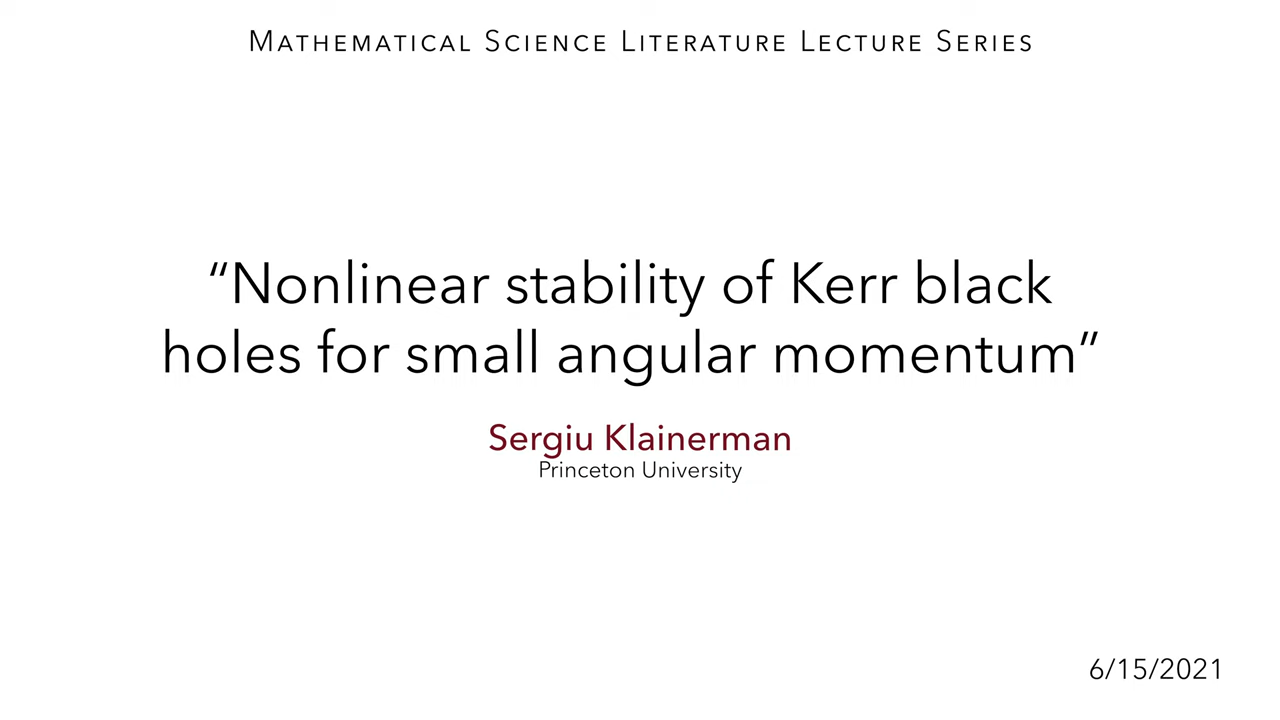 MATHEMATICAL SCIENCE LITERATURE LECTURE SERIES
“Nonlinear stability of Kerr black
holes for small angular momentum”
Sergiu Klainerman
Princeton University
6/15/2021